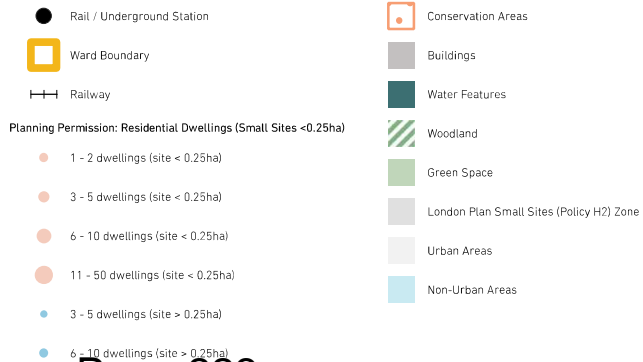 Rail / Underground Station
Ward Boundary
Railway
Planning Permission: Residential Dwellings (Small Sites <0.25ha)
1 - 2 dwellings (site < 0.25ha)
3 - 5 dwellings (site < 0.25ha)
6 - 10 dwellings (site < 0.25ha)
11 - 50 dwellings (site < 0.25ha)
3 - 5 dwellings (site > 0.25ha)
6 - 10 dwellings (site > 0.25ha)
Conservation Areas
Buildings
Water Features
Woodland
Green Space
London Plan Small Sites (Policy H2) Zone
Urban Areas
Non-Urban Areas